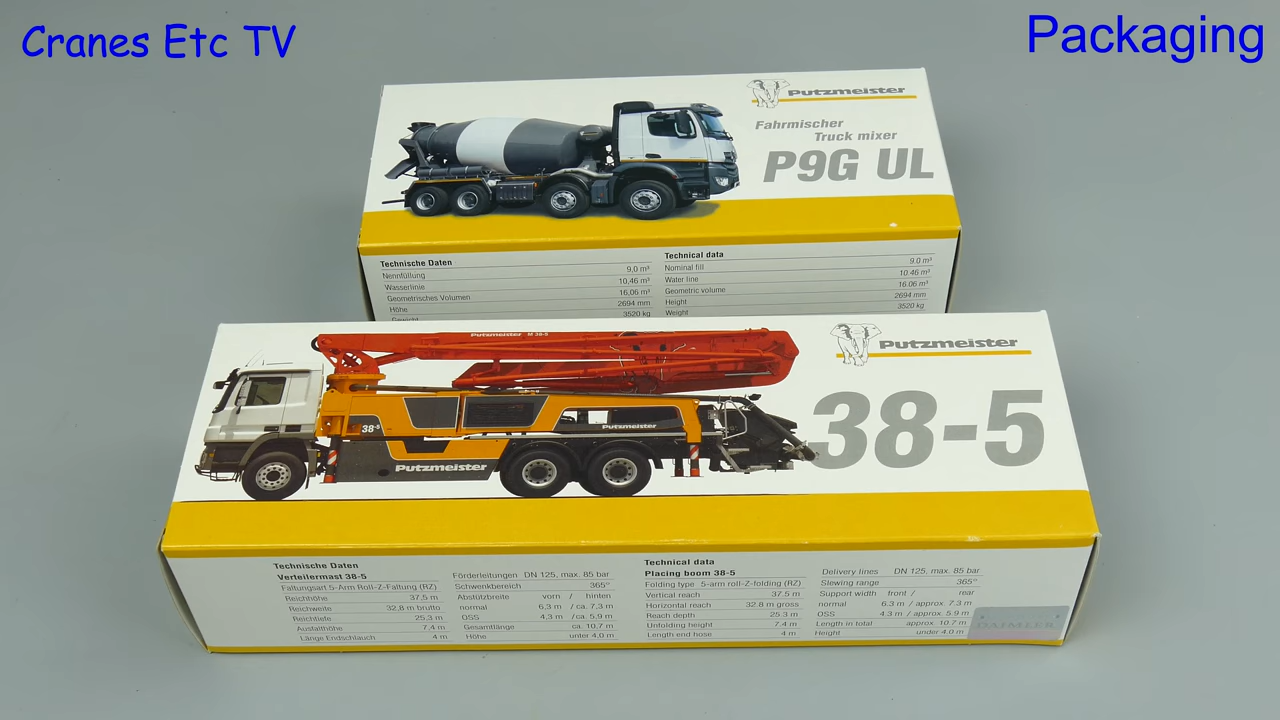 Cranes Etc TV
Packaging
Putzmeister
Fahrmischer
Truck mixer
P9G UL
Technische Daten
Nennfüllung 9,0 m³
Wasserlinie 10,46 m³
Geometrisches Volumen 16,06 m³
Höhe 2694 mm
Gewicht 3520 kg
Technical data
Nominal fill 9.0 m³
Water line 10.46 m³
Geometric volume 16.06 m³
Height 2694 mm
Weight 3520 kg
Putzmeister M 38-5
Putzmeister
38-5
38-5
Putzmeister
Putzmeister
Technische Daten
Verteilermast 38-5
Faltungsart 5-Arm Roll-Z-Faltung (RZ)
Reichhöhe 37,5 m
Reichweite 32,8 m brutto
Reichtiefe 25,3 m
Ausfalthöhe 7,4 m
Länge Endschlauch 4 m
Förderleitungen DN 125, max. 85 bar
Schwenkbereich 365°
Abstützbreite vorn / hinten
normal 6,3 m / ca. 7,3 m
OSS 4,3 m / ca. 5,9 m
Gesamtlänge ca. 10,7 m
Höhe unter 4,0 m
Technical data
Placing boom 38-5
Folding type 5-arm roll-Z-folding (RZ)
Vertical reach 37.5 m
Horizontal reach 32.8 m gross
Reach depth 25.3 m
Unfolding height 7.4 m
Length end hose 4 m
Delivery lines DN 125, max. 85 bar
Slewing range 365°
Support width front / rear
normal 6.3 m / approx. 7.3 m
OSS 4.3 m / approx. 5.9 m
Length in total approx. 10.7 m
Height under 4.0 m
DAIMLER